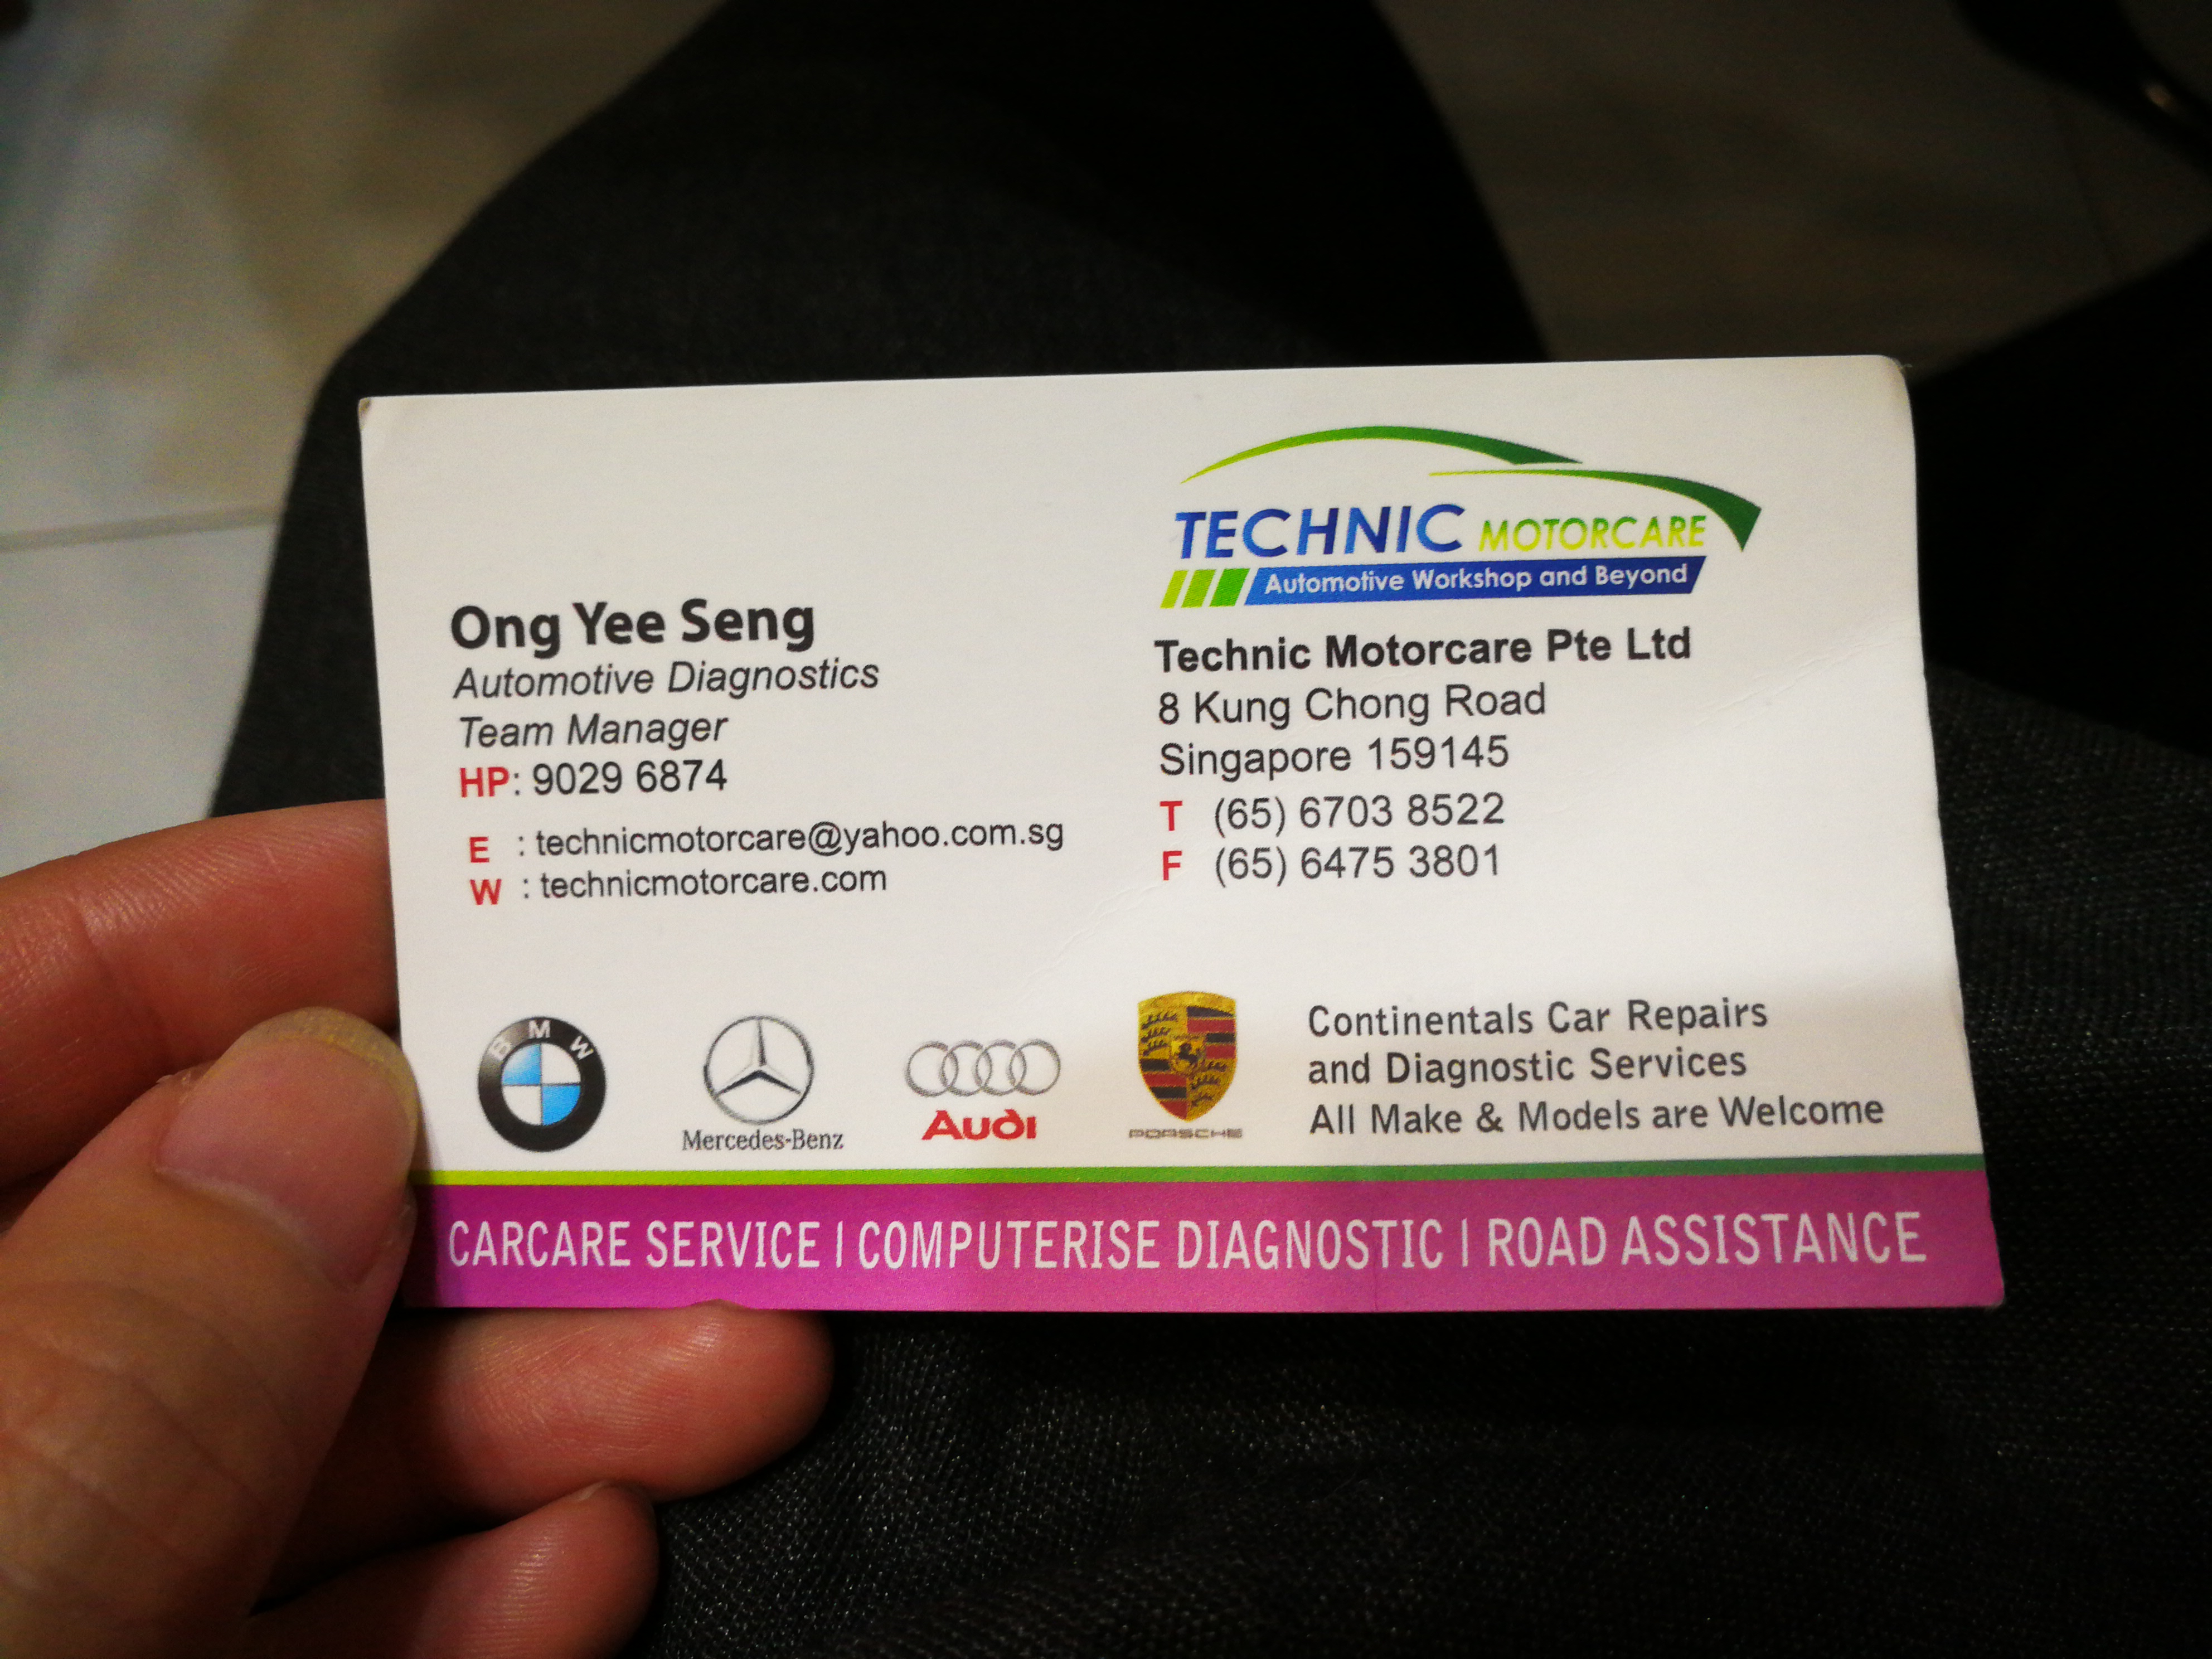 TECHNIC MOTORCARE
Automotive Workshop and Beyond
Ong Yee Seng
Automotive Diagnostics
Team Manager
HP: 9029 6874
E : technicmotorcare@yahoo.com.sg
W : technicmotorcare.com
Technic Motorcare Pte Ltd
8 Kung Chong Road
Singapore 159145
T (65) 6703 8522
F (65) 6475 3801
BMW
Mercedes-Benz
Audi
PORSCHE
Continentals Car Repairs
and Diagnostic Services
All Make & Models are Welcome
CARCARE SERVICE | COMPUTERISE DIAGNOSTIC | ROAD ASSISTANCE